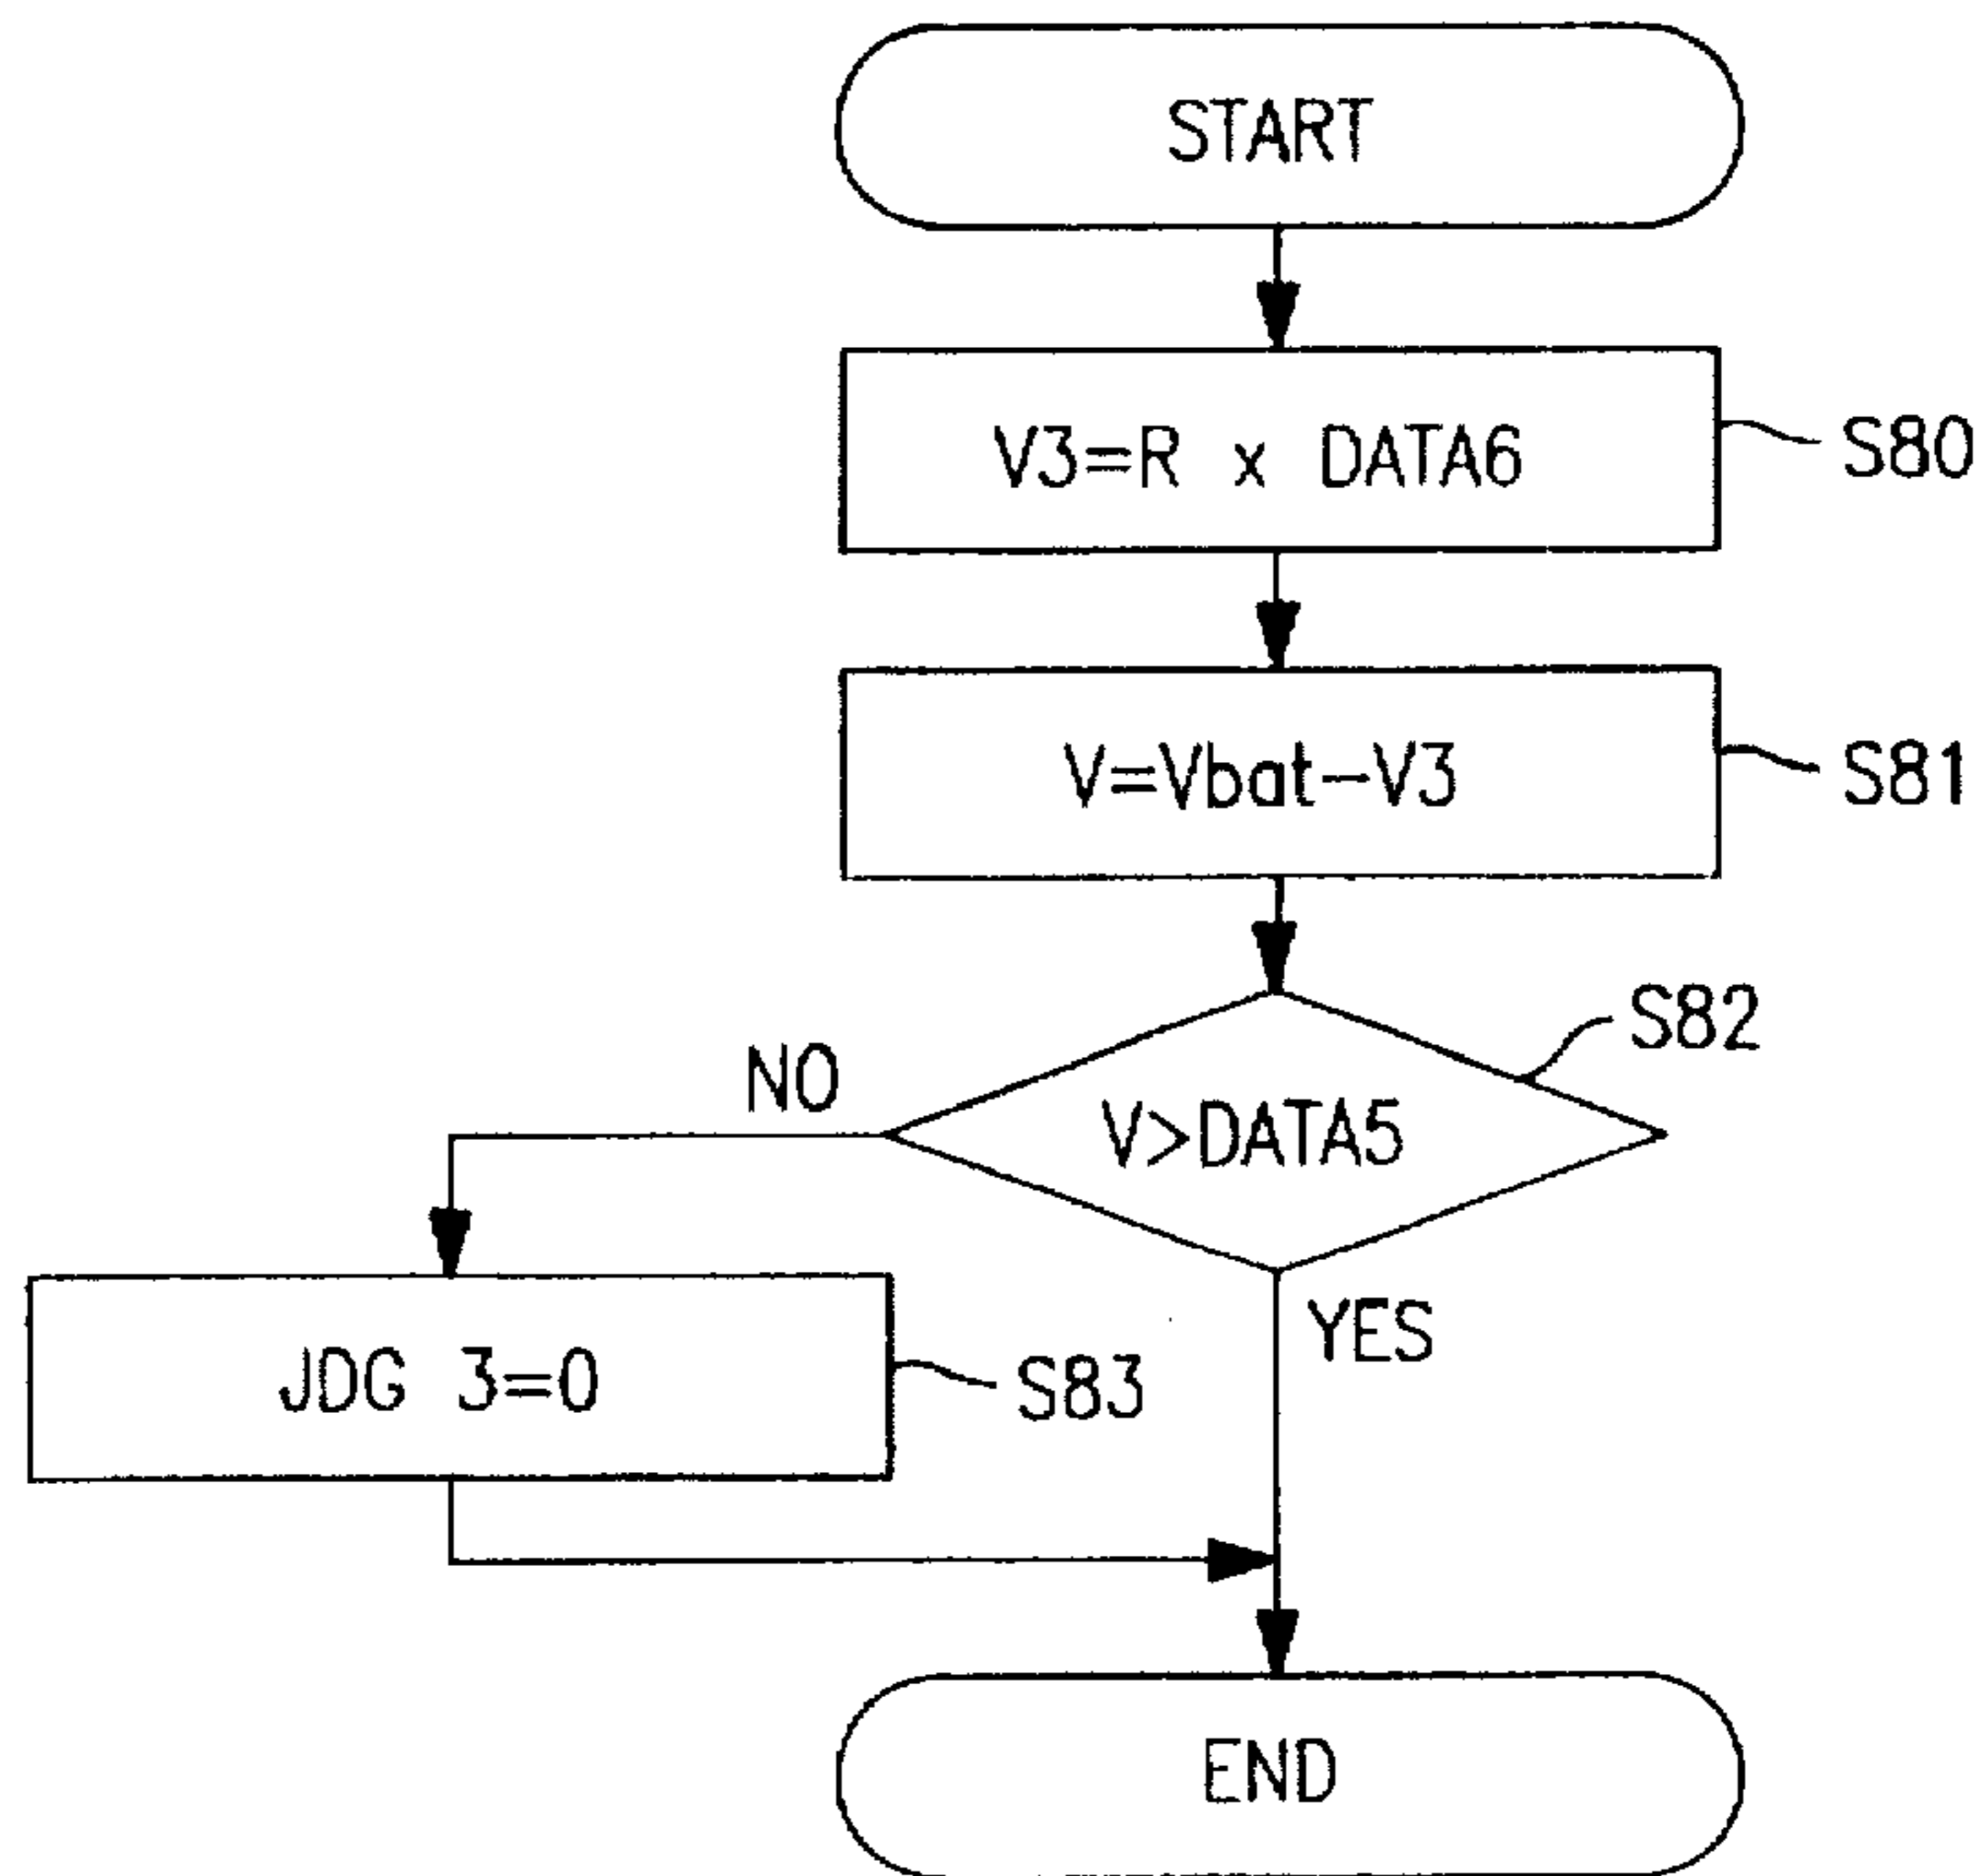 START
V3=R x DATA6
S80
V=Vbat-V3
S81
S82
NO
V>DATA5
YES
JDG 3=0
S83
END